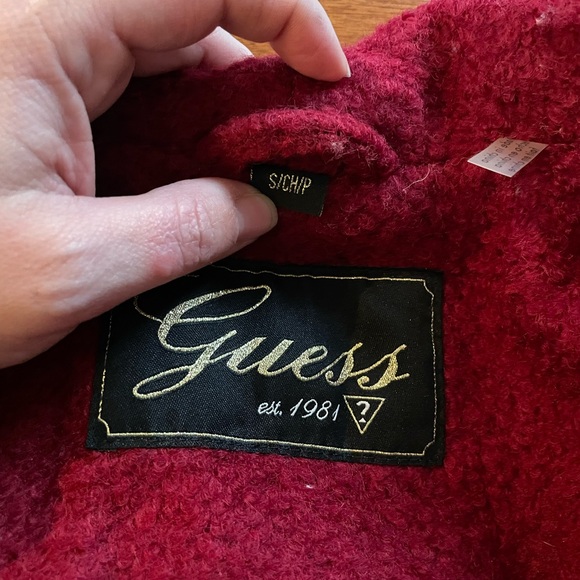 S/CH/P
Guess
est. 1981 ?